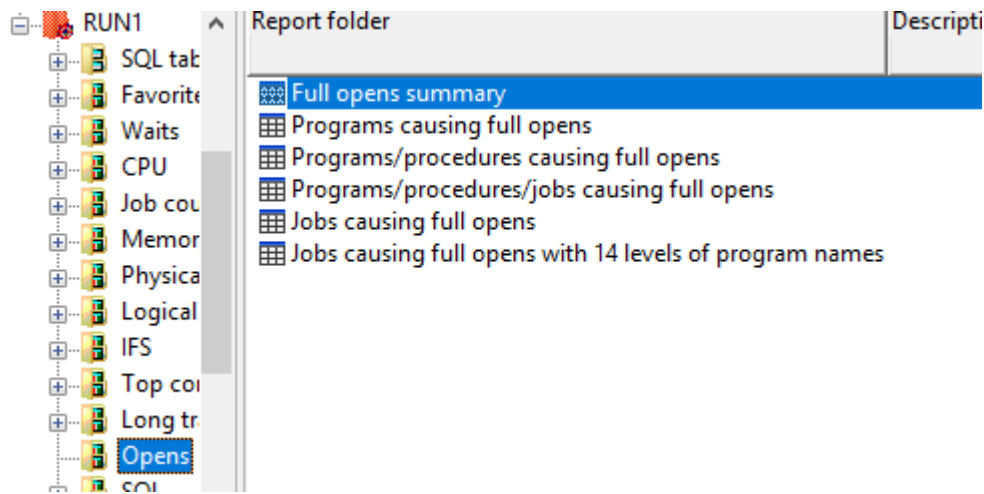 RUN1
SQL tab
Favorite
Waits
CPU
Job cou
Memor
Physica
Logical
IFS
Top con
Long tr
Opens
SQL
Report folder
Descripti
Full opens summary
Programs causing full opens
Programs/procedures causing full opens
Programs/procedures/jobs causing full opens
Jobs causing full opens
Jobs causing full opens with 14 levels of program names